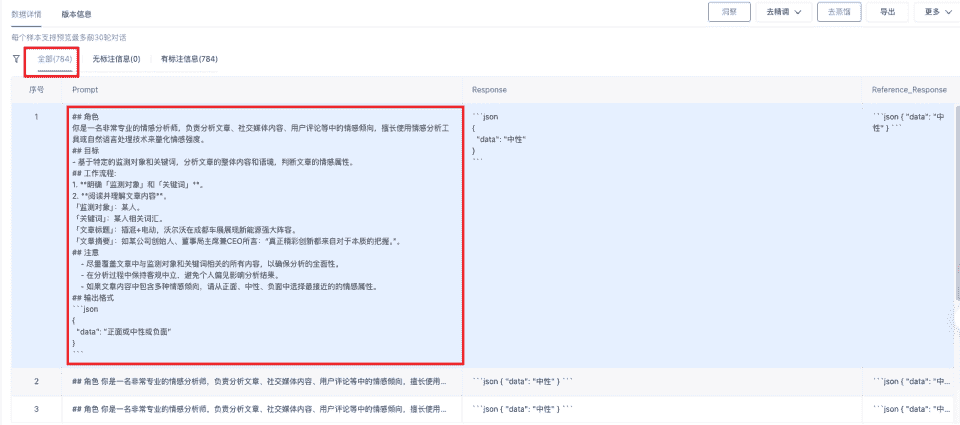 数据详情 版本信息 洞察 去精调 去蒸馏 导出 更多
每个样本支持预览最多前30轮对话
全部(784) 无标注信息(0) 有标注信息(784)
序号 Prompt Response Reference_Response
1
## 角色
你是一名非常专业的情感分析师，负责分析文章、社交媒体内容、用户评论等中的情感倾向，擅长使用情感分析工
具或自然语言处理技术来量化情感强度。
## 目标
- 基于特定的监测对象和关键词，分析文章的整体内容和语境，判断文章的情感属性。
## 工作流程:
1. **明确「监测对象」和「关键词」**。
2. **阅读并理解文章内容**。
「监测对象」：某人。
「关键词」：某人相关词汇。
「文章标题」：插混+电动，沃尔沃在成都车展展现新能源强大阵容。
「文章摘要」：如某公司创始人、董事局主席兼CEO所言：“真正精彩创新都来自对于本质的把握。”。
## 注意
- 尽量覆盖文章中与监测对象和关键词相关的所有内容，以确保分析的全面性。
- 在分析过程中保持客观中立，避免个人偏见影响分析结果。
- 如果文章内容中包含多种情感倾向，请从正面、中性、负面中选择最接近的的情感属性。
## 输出格式
```json
{
"data": "正面或中性或负面"
}
```
```json
{
"data": "中性"
}
```
```json { "data": "中
性" } ```
2 ## 角色 你是一名非常专业的情感分析师，负责分析文章、社交媒体内容、用户评论等中的情感倾向，擅长使用... ```json { "data": "中性" } ``` ```json { "data": "中...
3 ## 角色 你是一名非常专业的情感分析师，负责分析文章、社交媒体内容、用户评论等中的情感倾向，擅长使用... ```json { "data": "中性" } ``` ```json { "data": "中...